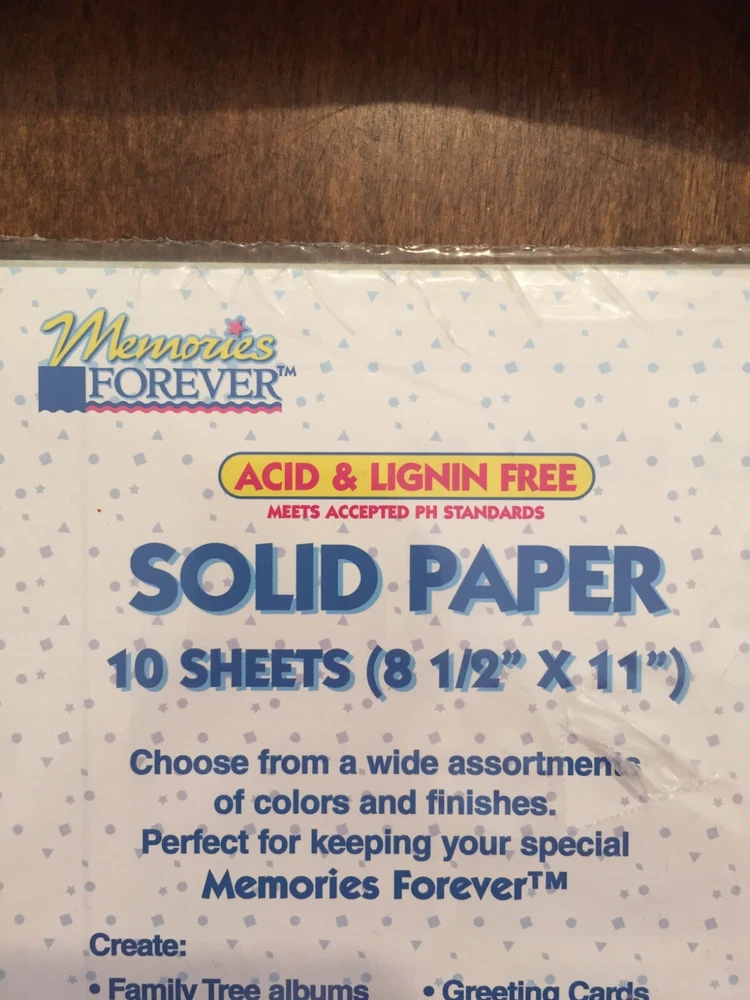 Memories
FOREVER™
ACID & LIGNIN FREE
MEETS ACCEPTED PH STANDARDS
SOLID PAPER
10 SHEETS (8 1/2” X 11”)
Choose from a wide assortments
of colors and finishes.
Perfect for keeping your special
Memories Forever™
Create:
• Family Tree albums • Greeting Cards